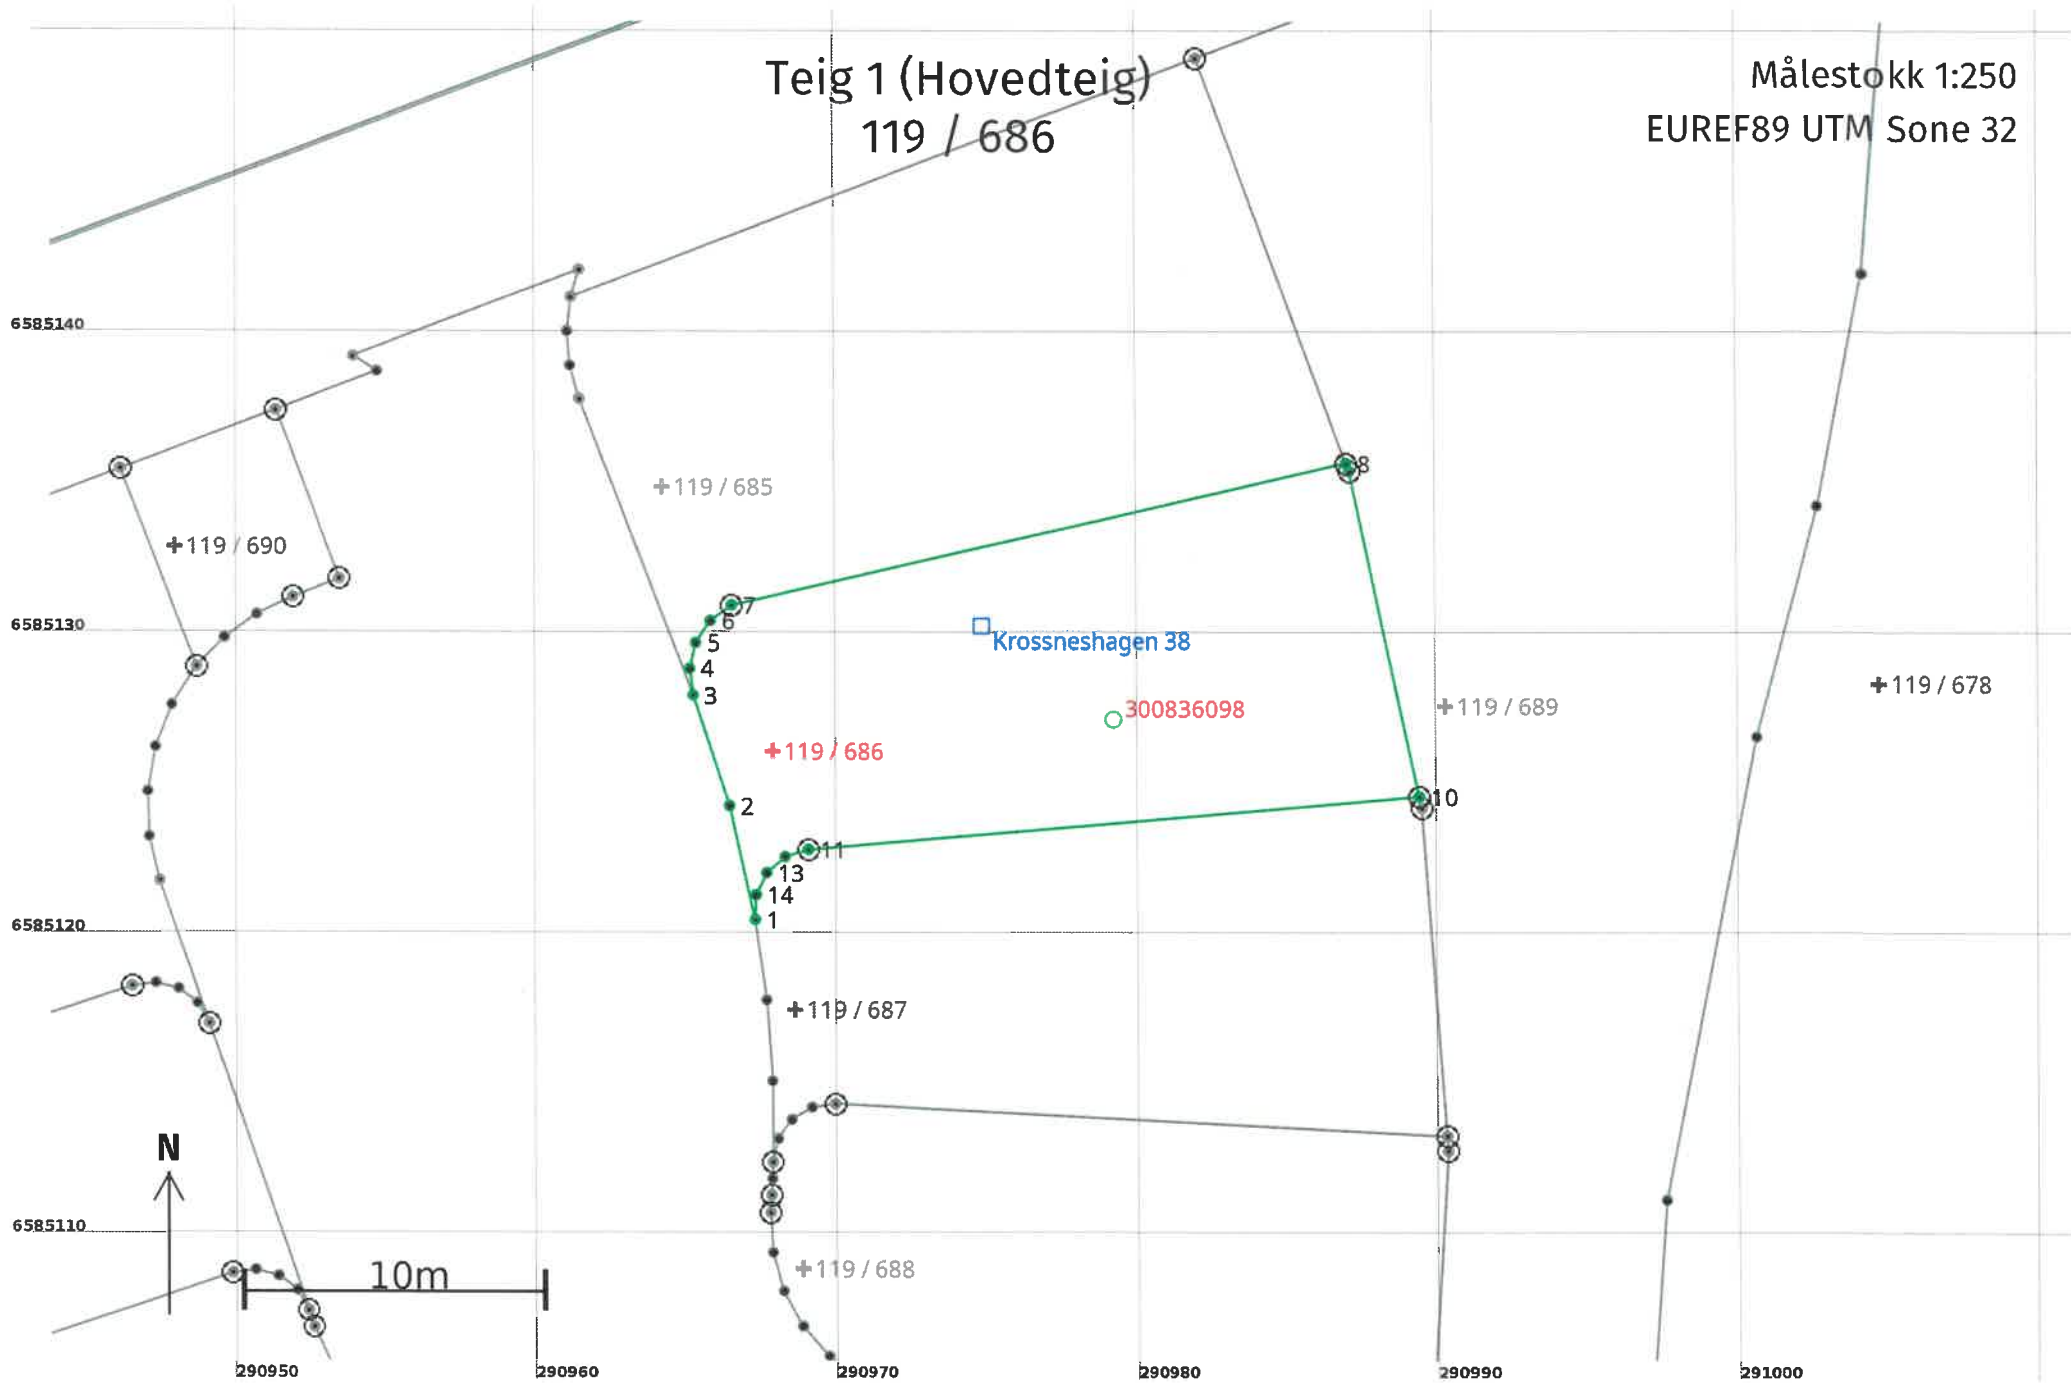 Teig 1 (Hovedteig)
119 / 686
Målestokk 1:250
EUREF89 UTM Sone 32
6585140
8
+119 / 685
+119 / 690
7
6
6585130
5
Krossneshagen 38
4
+119 / 678
3
300836098
+119 / 689
+119 / 686
10
2
11
13
14
6585120
1
+119 / 687
N
6585110
+119 / 688
10m
290950
290960
290970
290980
290990
291000